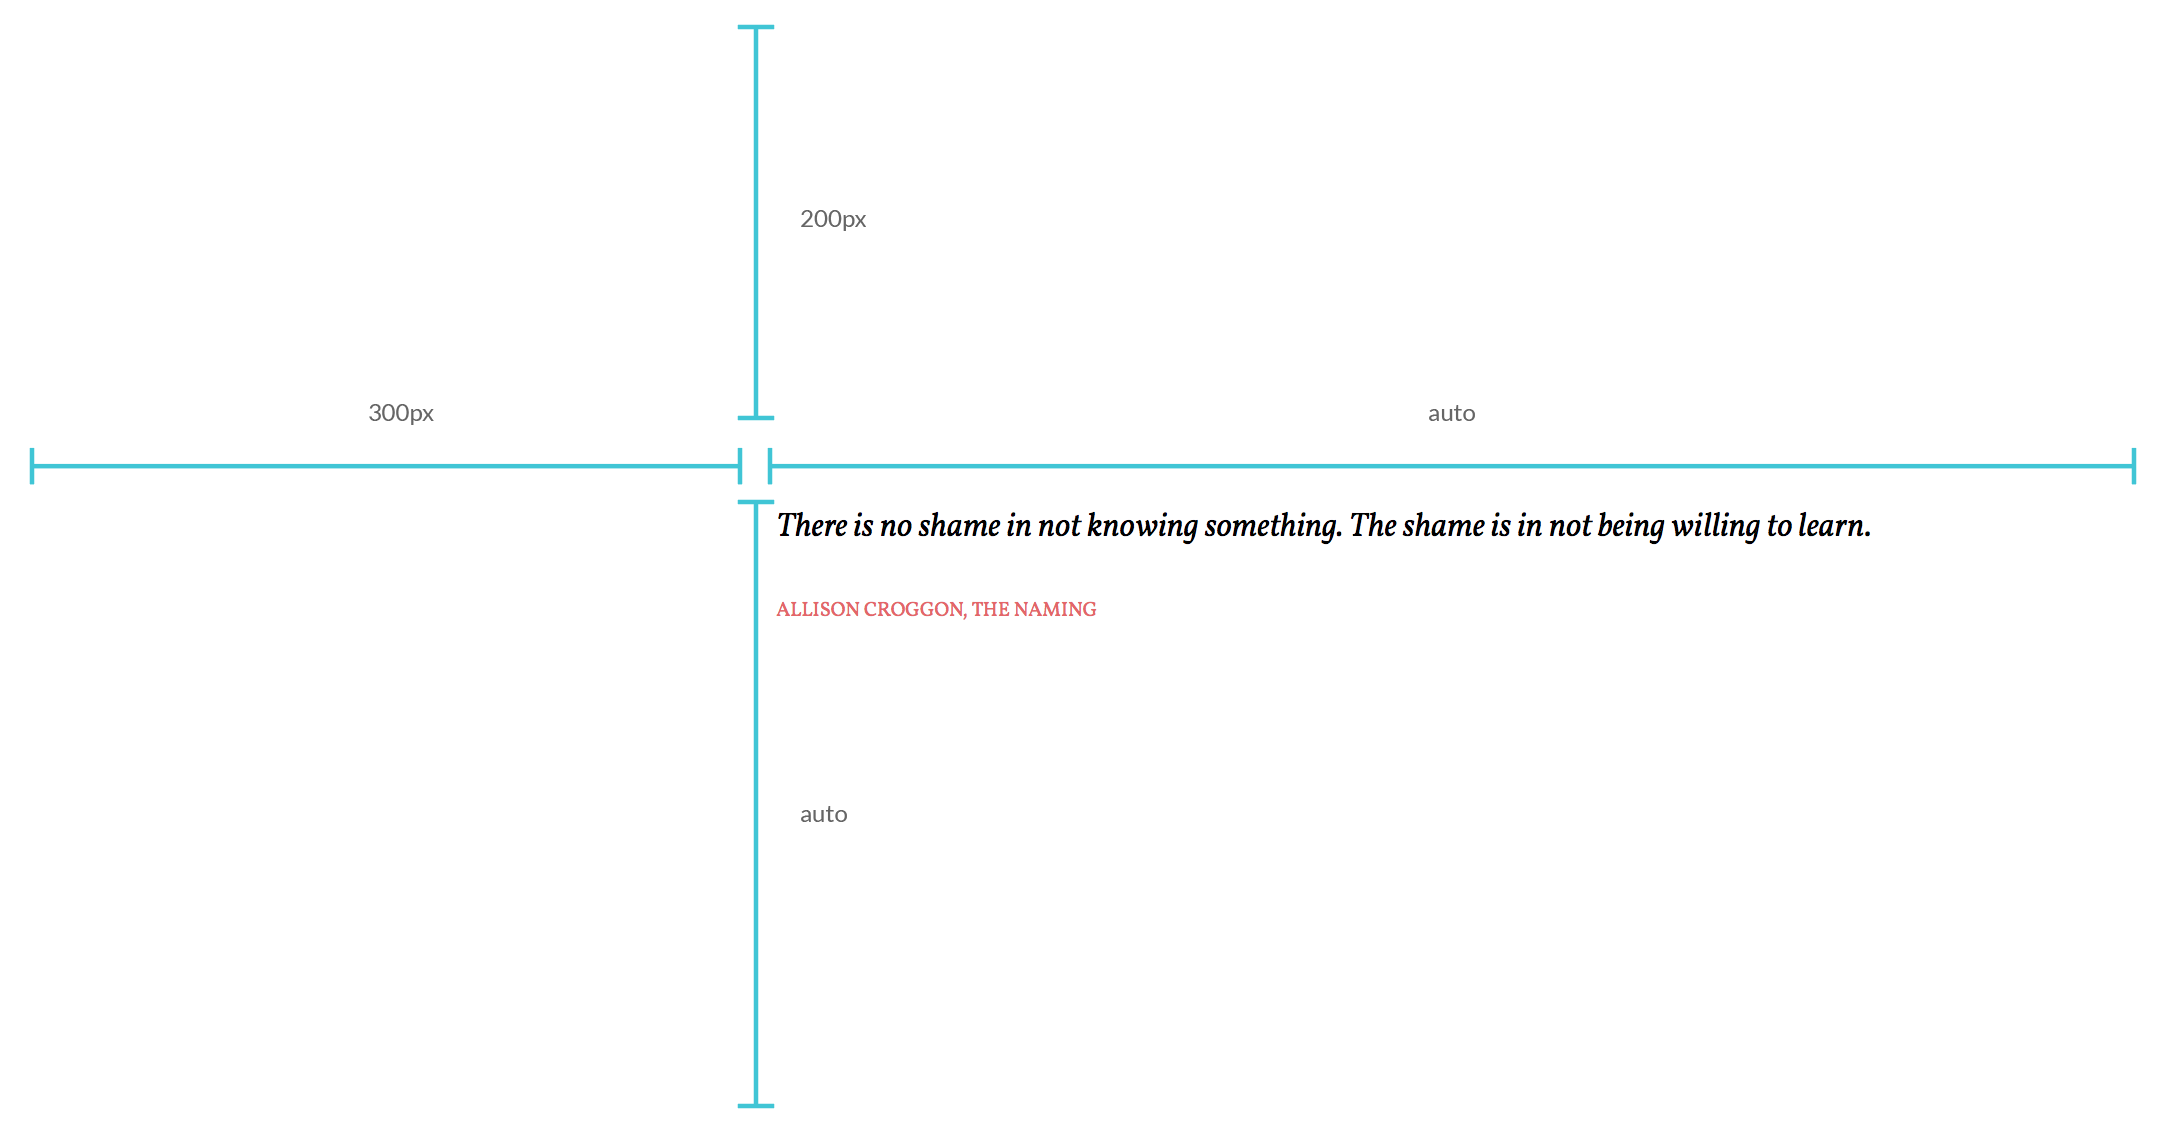 200px
300px
auto
There is no shame in not knowing something. The shame is in not being willing to learn.
ALLISON CROGGON, THE NAMING
auto